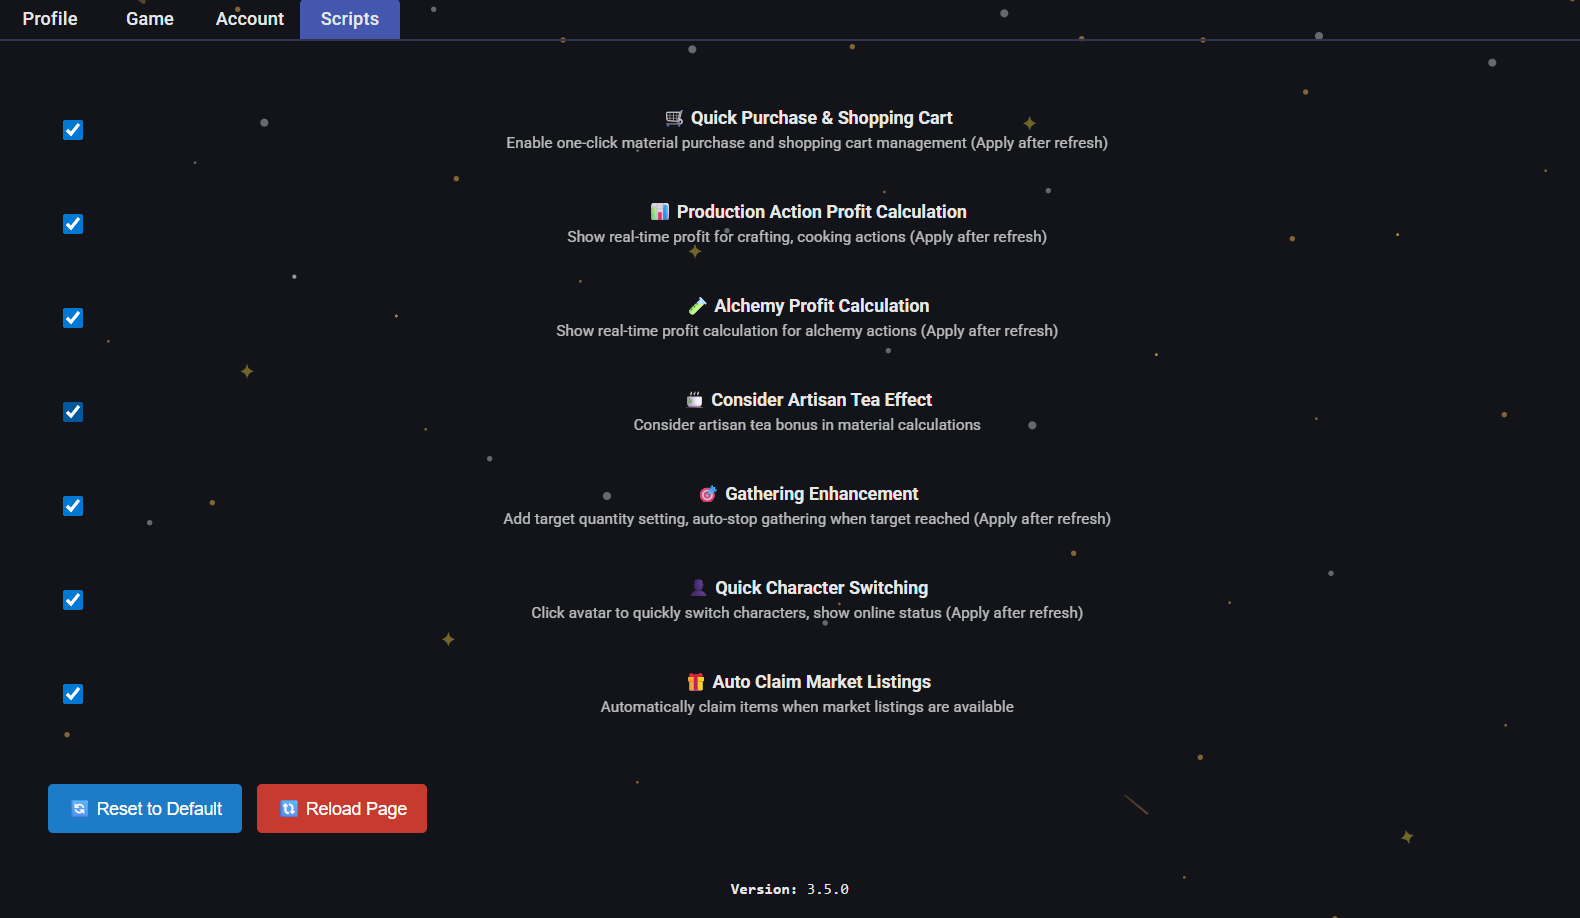 Profile Game Account Scripts
🛒 Quick Purchase & Shopping Cart
Enable one-click material purchase and shopping cart management (Apply after refresh)
📊 Production Action Profit Calculation
Show real-time profit for crafting, cooking actions (Apply after refresh)
🧪 Alchemy Profit Calculation
Show real-time profit calculation for alchemy actions (Apply after refresh)
🍵 Consider Artisan Tea Effect
Consider artisan tea bonus in material calculations
🎯 Gathering Enhancement
Add target quantity setting, auto-stop gathering when target reached (Apply after refresh)
👤 Quick Character Switching
Click avatar to quickly switch characters, show online status (Apply after refresh)
🎁 Auto Claim Market Listings
Automatically claim items when market listings are available
🔄 Reset to Default 🔃 Reload Page
Version: 3.5.0